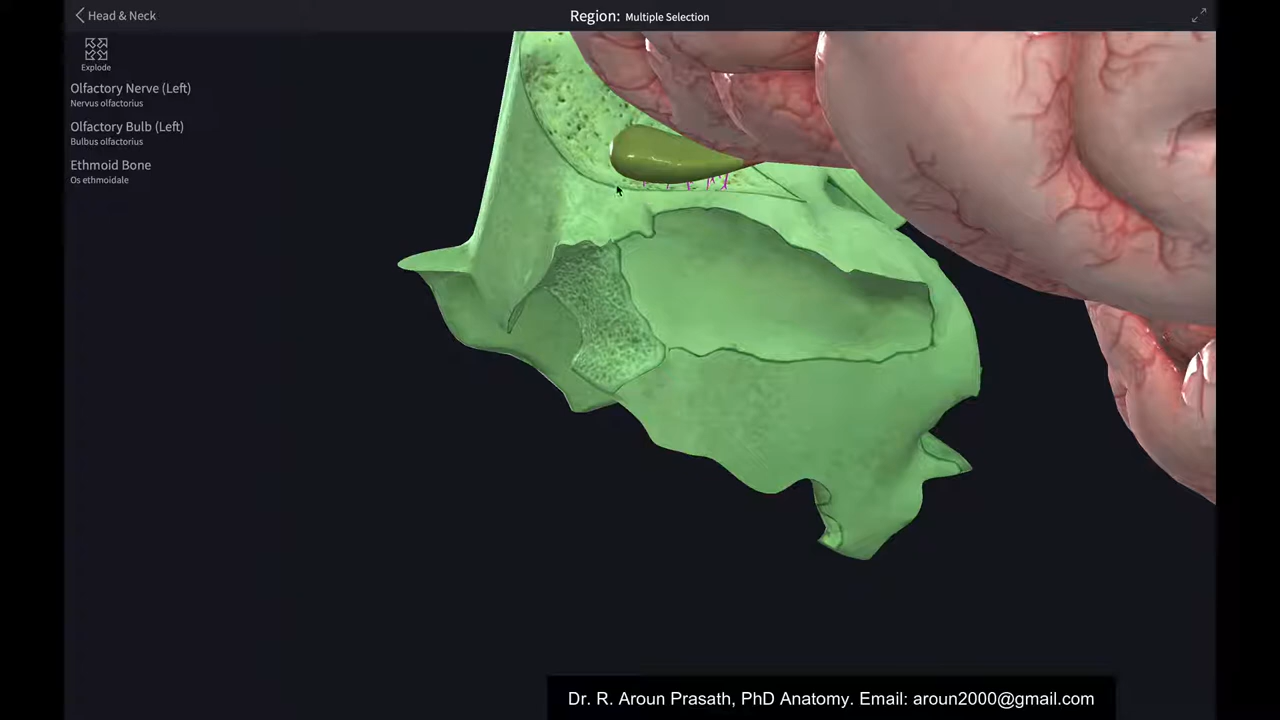 Head & Neck
Region: Multiple Selection
Explode
Olfactory Nerve (Left)
Nervus olfactorius
Olfactory Bulb (Left)
Bulbus olfactorius
Ethmoid Bone
Os ethmoidale
Dr. R. Aroun Prasath, PhD Anatomy. Email: aroun2000@gmail.com